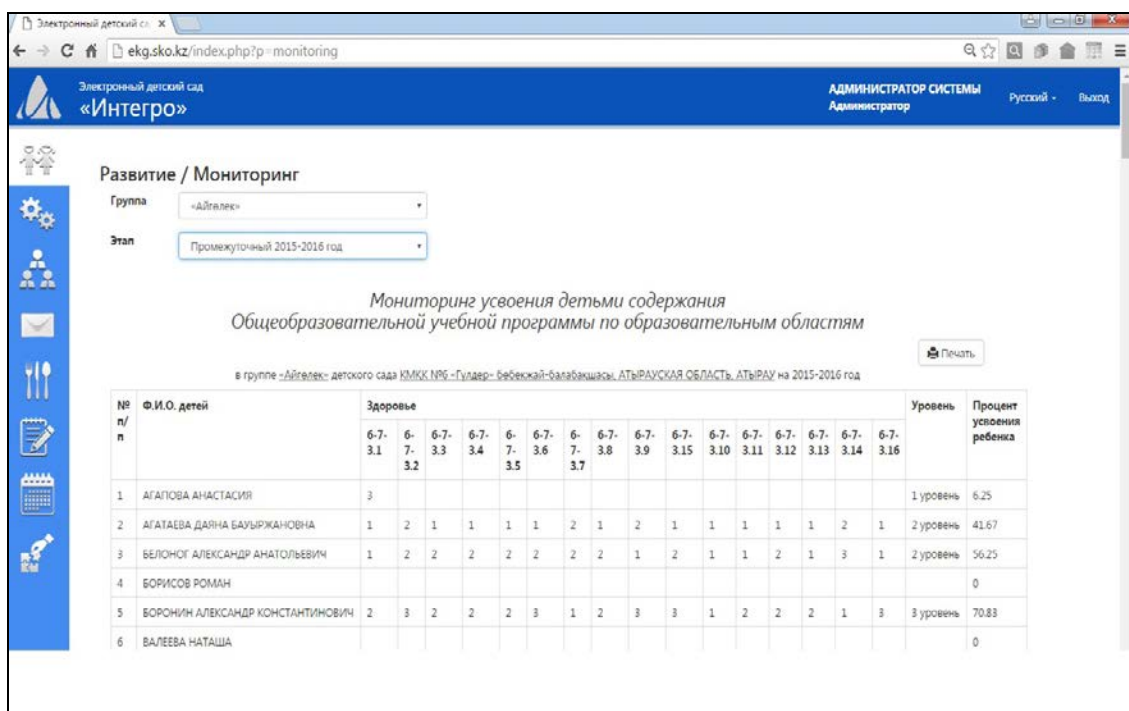 Электронный детский са
ekg.sko.kz/index.php?p=monitoring
Электронный детский сад
«Интегро»
АДМИНИСТРАТОР СИСТЕМЫ
Администратор
Русский
Выход
Развитие / Мониторинг
Группа «Айгөлек»
Этап Промежуточный 2015-2016 год
Мониторинг усвоения детьми содержания
Общеобразовательной учебной программы по образовательным областям
Печать
в группе «Айгөлек» детского сада КМКК №6 «Гүлдер» бөбекжай-балабақшасы, АТЫРАУСКАЯ ОБЛАСТЬ, АТЫРАУ на 2015-2016 год
№ п/п Ф.И.О. детей Здоровье Уровень Процент усвоения ребенка
6-7-3.1 6-7-3.2 6-7-3.3 6-7-3.4 6-7-3.5 6-7-3.6 6-7-3.7 6-7-3.8 6-7-3.9 6-7-3.15 6-7-3.10 6-7-3.11 6-7-3.12 6-7-3.13 6-7-3.14 6-7-3.16
1 АГАПОВА АНАСТАСИЯ 3 1 уровень 6.25
2 АГАТАЕВА ДАЯНА БАУЫРЖАНОВНА 1 2 1 1 1 1 2 1 2 1 1 1 1 1 2 1 2 уровень 41.67
3 БЕЛОНОГ АЛЕКСАНДР АНАТОЛЬЕВИЧ 1 2 2 2 2 2 2 2 1 2 1 1 2 1 3 1 2 уровень 56.25
4 БОРИСОВ РОМАН 0
5 БОРОНИН АЛЕКСАНДР КОНСТАНТИНОВИЧ 2 3 2 2 2 3 1 2 3 3 1 2 2 2 1 3 3 уровень 70.83
6 ВАЛЕЕВА НАТАША 0